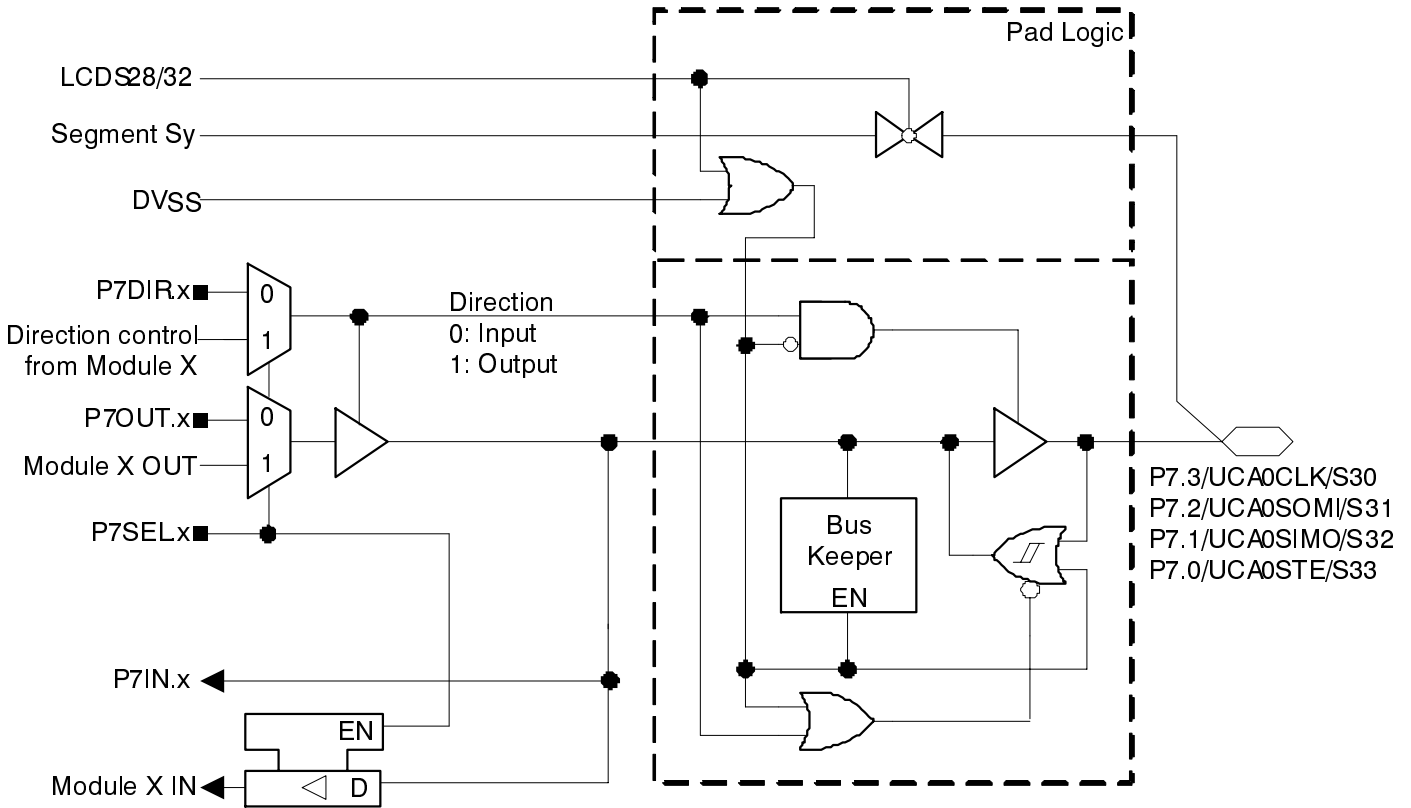 Pad Logic
LCDS28/32
Segment Sy
DVSS
P7DIR.x
0
Direction control
from Module X
1
Direction
0: Input
1: Output
P7OUT.x
0
Module X OUT
1
P7SEL.x
P7.3/UCA0CLK/S30
P7.2/UCA0SOMI/S31
P7.1/UCA0SIMO/S32
P7.0/UCA0STE/S33
Bus
Keeper
EN
P7IN.x
EN
Module X IN
D